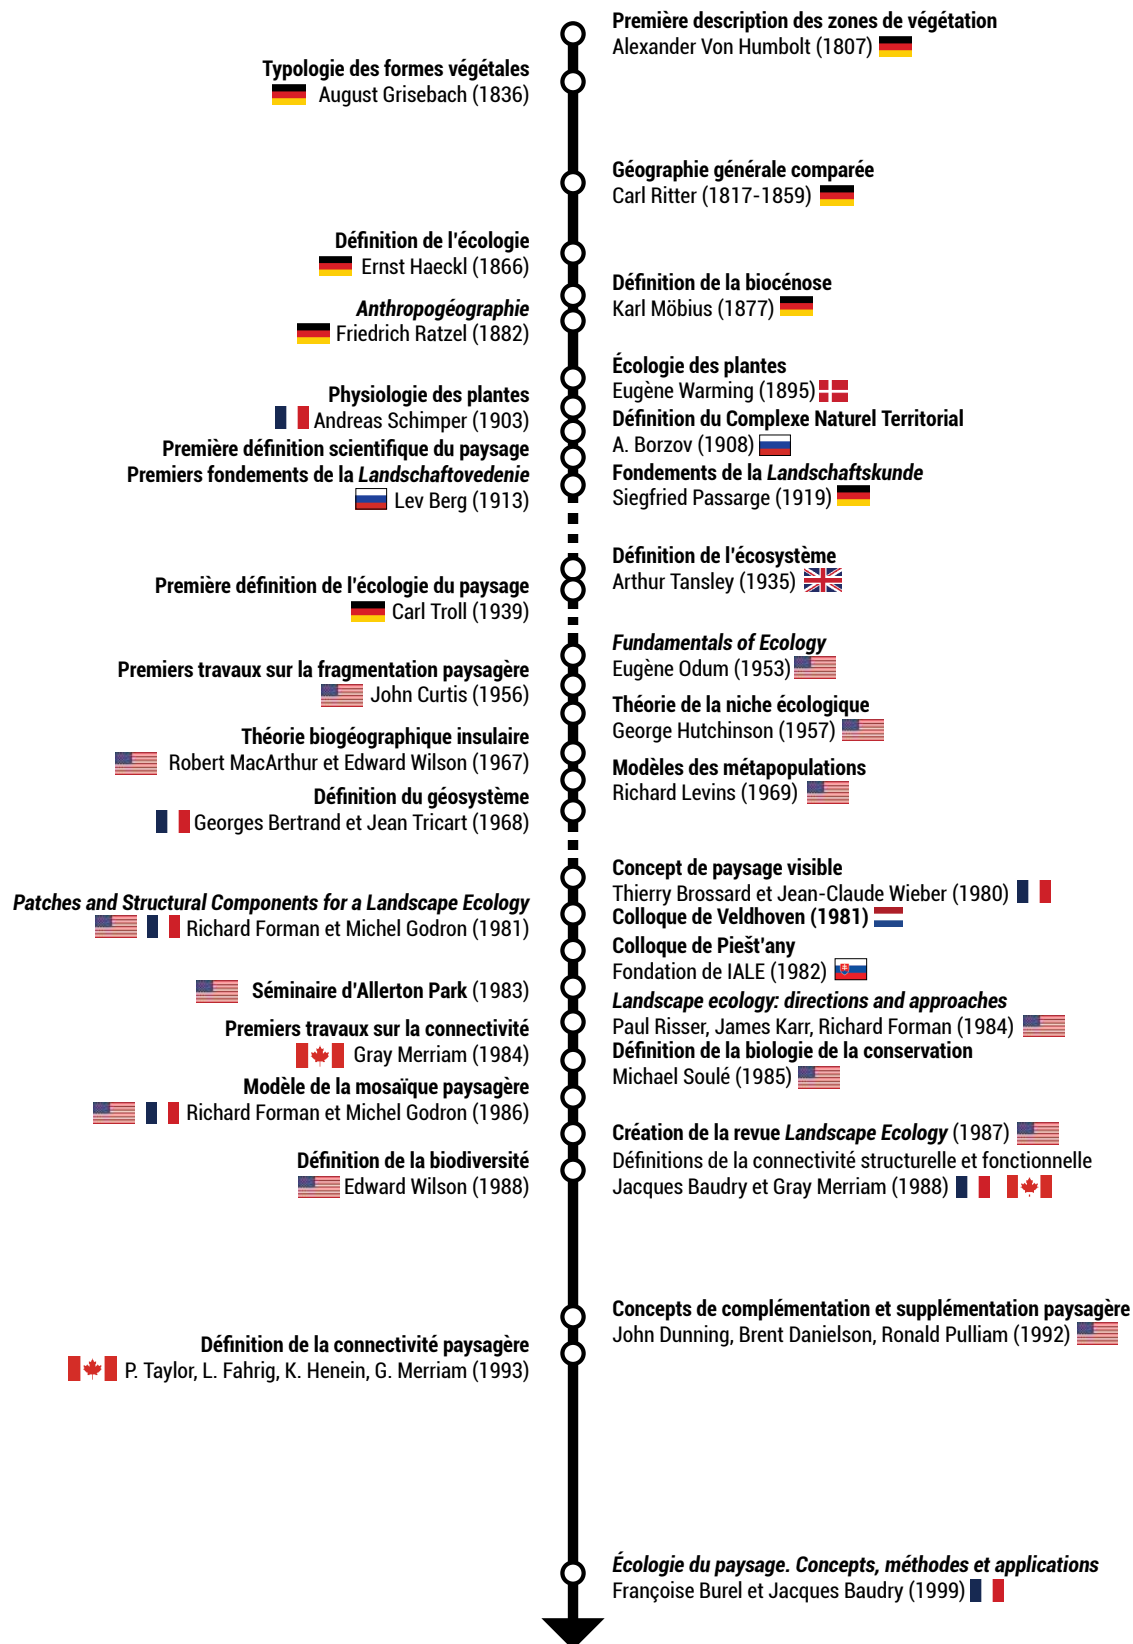 Première description des zones de végétation
Alexander Von Humbolt (1807)
Typologie des formes végétales
August Grisebach (1836)
Géographie générale comparée
Carl Ritter (1817-1859)
Définition de l'écologie
Ernst Haeckl (1866)
Définition de la biocénose
Karl Möbius (1877)
Anthropogéographie
Friedrich Ratzel (1882)
Écologie des plantes
Eugène Warming (1895)
Physiologie des plantes
Andreas Schimper (1903)
Définition du Complexe Naturel Territorial
A. Borzov (1908)
Première définition scientifique du paysage
Premiers fondements de la Landschaftovedenie
Lev Berg (1913)
Fondements de la Landschaftskunde
Siegfried Passarge (1919)
Définition de l'écosystème
Arthur Tansley (1935)
Première définition de l'écologie du paysage
Carl Troll (1939)
Fundamentals of Ecology
Eugène Odum (1953)
Premiers travaux sur la fragmentation paysagère
John Curtis (1956)
Théorie de la niche écologique
George Hutchinson (1957)
Théorie biogéographique insulaire
Robert MacArthur et Edward Wilson (1967)
Modèles des métapopulations
Richard Levins (1969)
Définition du géosystème
Georges Bertrand et Jean Tricart (1968)
Concept de paysage visible
Thierry Brossard et Jean-Claude Wieber (1980)
Patches and Structural Components for a Landscape Ecology
Richard Forman et Michel Godron (1981)
Colloque de Veldhoven (1981)
Colloque de Piešt'any
Fondation de IALE (1982)
Séminaire d'Allerton Park (1983)
Landscape ecology: directions and approaches
Paul Risser, James Karr, Richard Forman (1984)
Premiers travaux sur la connectivité
Gray Merriam (1984)
Définition de la biologie de la conservation
Michael Soulé (1985)
Modèle de la mosaïque paysagère
Richard Forman et Michel Godron (1986)
Création de la revue Landscape Ecology (1987)
Définition de la biodiversité
Edward Wilson (1988)
Définitions de la connectivité structurelle et fonctionnelle
Jacques Baudry et Gray Merriam (1988)
Concepts de complémentation et supplémentation paysagère
John Dunning, Brent Danielson, Ronald Pulliam (1992)
Définition de la connectivité paysagère
P. Taylor, L. Fahrig, K. Henein, G. Merriam (1993)
Écologie du paysage. Concepts, méthodes et applications
Françoise Burel et Jacques Baudry (1999)